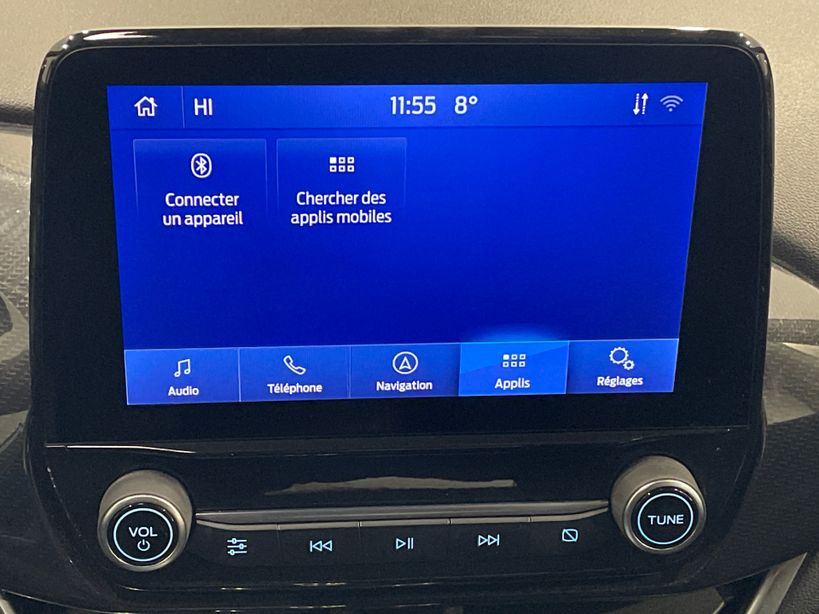 HI 11:55 8°
Connecter
un appareil
Chercher des
applis mobiles
Audio Téléphone Navigation Applis Réglages
VOL TUNE